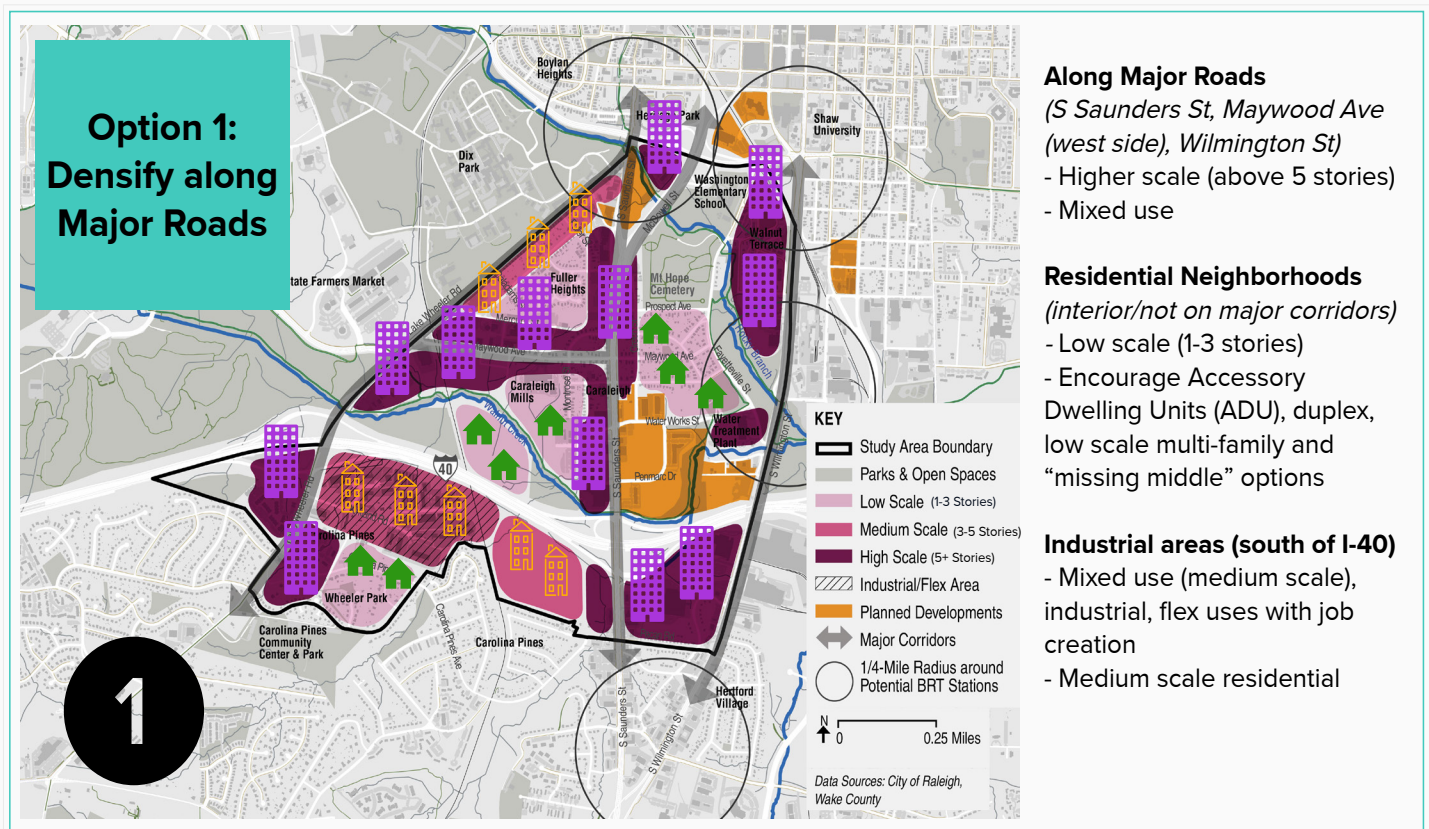 Option 1:
Densify along
Major Roads
Boylan
Heights
Dix
Park
Shaw
University
Washington
Elementary
School
Walnut
Terrace
Fuller
Heights
Mt Hope
Cemetery
Prospect Ave
Maywood Ave
Maywood Ave
Fayetteville St
Caraleigh
Mills
Caraleigh
Water Works St
Water
Treatment
Plant
Penmarc Dr
S Saunders St
S Wilmington St
40
Wheeler Park
Carolina Pines
Community
Center & Park
Carolina Pines Ave
Carolina Pines
Hertford
Village
S Saunders St
S Wilmington St
1
KEY
Study Area Boundary
Parks & Open Spaces
Low Scale (1-3 Stories)
Medium Scale (3-5 Stories)
High Scale (5+ Stories)
Industrial/Flex Area
Planned Developments
Major Corridors
1/4-Mile Radius around
Potential BRT Stations
N
0 0.25 Miles
Data Sources: City of Raleigh,
Wake County
Along Major Roads
(S Saunders St, Maywood Ave
(west side), Wilmington St)
- Higher scale (above 5 stories)
- Mixed use
Residential Neighborhoods
(interior/not on major corridors)
- Low scale (1-3 stories)
- Encourage Accessory
Dwelling Units (ADU), duplex,
low scale multi-family and
“missing middle” options
Industrial areas (south of I-40)
- Mixed use (medium scale),
industrial, flex uses with job
creation
- Medium scale residential